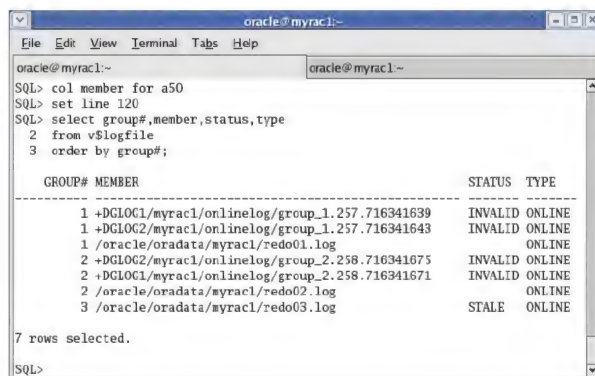 oracle@myrac1:~
File Edit View Terminal Tabs Help
oracle@myrac1:~ oracle@myrac1:~
SQL> col member for a50
SQL> set line 120
SQL> select group#,member,status,type
  2  from v$logfile
  3  order by group#;
    GROUP# MEMBER                                             STATUS  TYPE
---------- -------------------------------------------------- ------- -------
         1 +DGLOG1/myrac1/onlinelog/group_1.257.716341639     INVALID ONLINE
         1 +DGLOG2/myrac1/onlinelog/group_1.257.716341643     INVALID ONLINE
         1 /oracle/oradata/myrac1/redo01.log                          ONLINE
         2 +DGLOG2/myrac1/onlinelog/group_2.258.716341675     INVALID ONLINE
         2 +DGLOG1/myrac1/onlinelog/group_2.258.716341671     INVALID ONLINE
         2 /oracle/oradata/myrac1/redo02.log                          ONLINE
         3 /oracle/oradata/myrac1/redo03.log                  STALE   ONLINE
7 rows selected.
SQL>